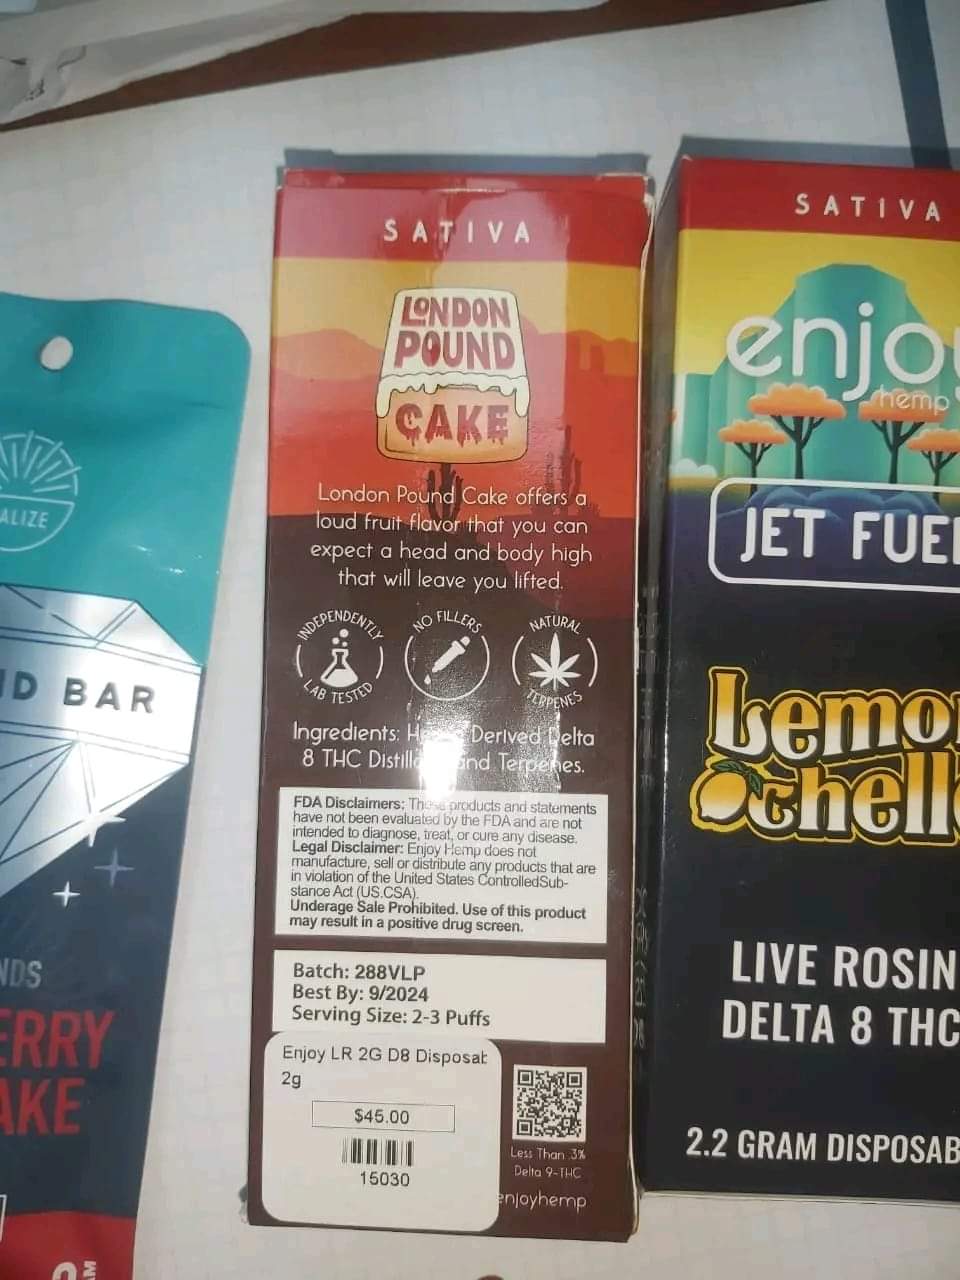 ALIZE
BAR
SATIVA
LONDON
POUND
CAKE
London Pound Cake offers a
loud fruit flavor that you can
expect a head and body high
that will leave you lifted.
INDEPENDENTLY
LAB TESTED
NO FILLERS
NATURAL
TERPENES
Ingredients: Derived Delta
8 THC and Terpenes.
FDA Disclaimers: These products and statements
have not been evaluated by the FDA and are not
intended to diagnose, treat, or cure any disease.
Legal Disclaimer: Enjoy Hemp does not
manufacture, sell or distribute any products that are
in violation of the United States ControlledSub-
stance Act (US.CSA).
Underage Sale Prohibited. Use of this product
may result in a positive drug screen.
Batch: 288VLP
Best By: 9/2024
Serving Size: 2-3 Puffs
Enjoy LR 2G D8 Disposab
2g
$45.00
15030
Less Than .3%
Delta 9-THC
enjoyhemp
SATIVA
enjoy
hemp
JET FUEL
Lemon
chello
LIVE ROSIN
DELTA 8 THC
2.2 GRAM DISPOSAB